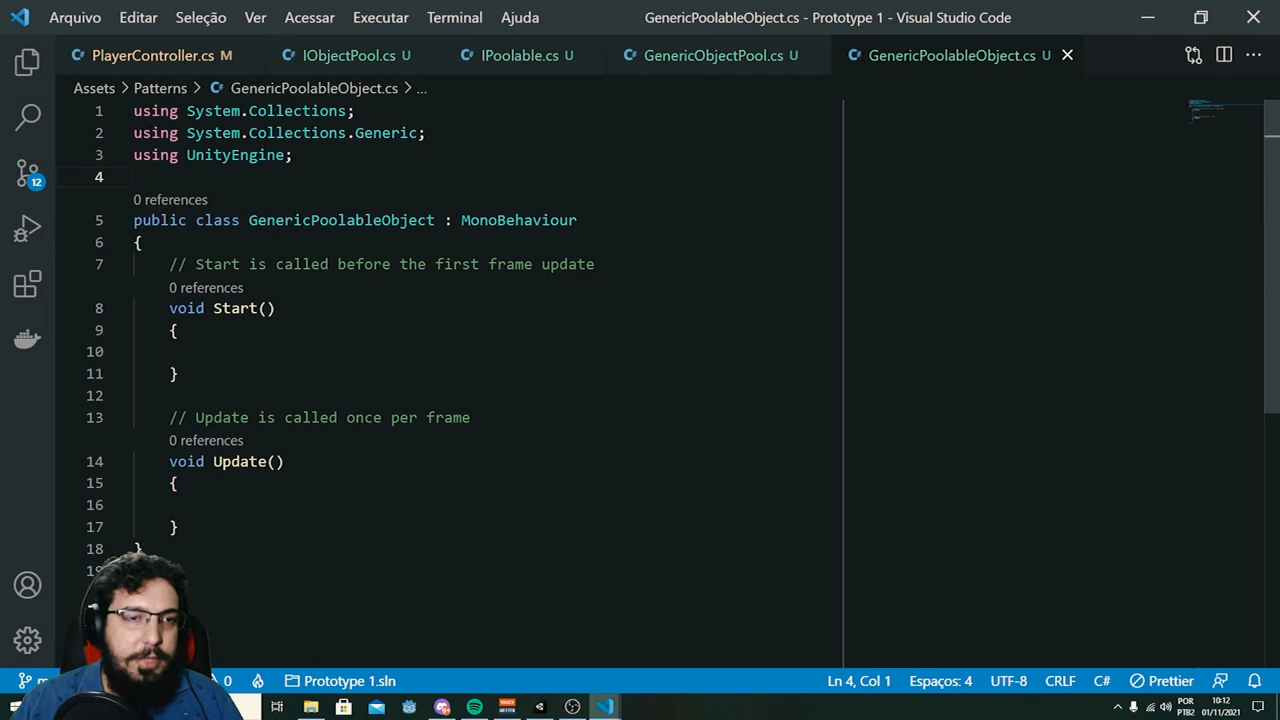 Arquivo Editar Seleção Ver Acessar Executar Terminal Ajuda GenericPoolableObject.cs - Prototype 1 - Visual Studio Code
PlayerController.cs M IObjectPool.cs U IPoolable.cs U GenericObjectPool.cs U GenericPoolableObject.cs U
Assets > Patterns > GenericPoolableObject.cs > ...
1 using System.Collections;
2 using System.Collections.Generic;
3 using UnityEngine;
4
0 references
5 public class GenericPoolableObject : MonoBehaviour
6 {
7 // Start is called before the first frame update
0 references
8 void Start()
9 {
10
11 }
12
13 // Update is called once per frame
0 references
14 void Update()
15 {
16
17 }
18 }
12
0 Prototype 1.sln Ln 4, Col 1 Espaços: 4 UTF-8 CRLF C# Prettier
POR
PTB2
10:12
01/11/2021